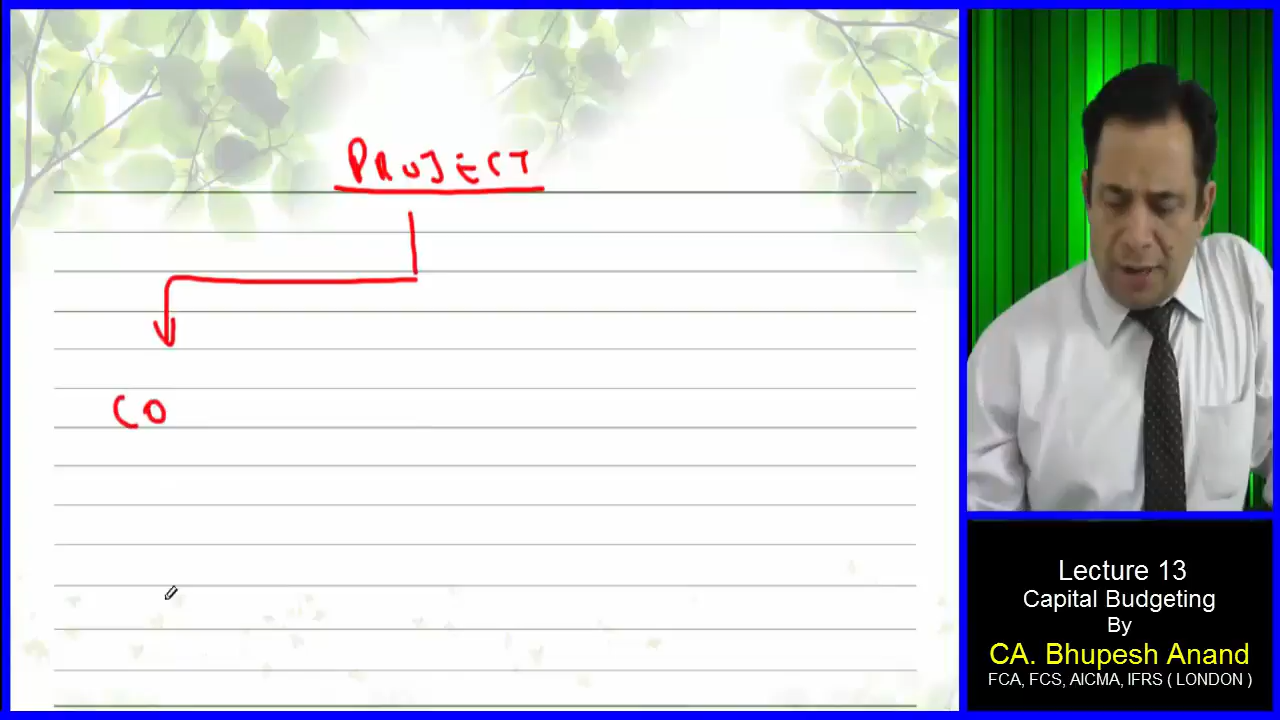 PROJECT
CO
Lecture 13
Capital Budgeting
By
CA. Bhupesh Anand
FCA, FCS, AICMA, IFRS ( LONDON )